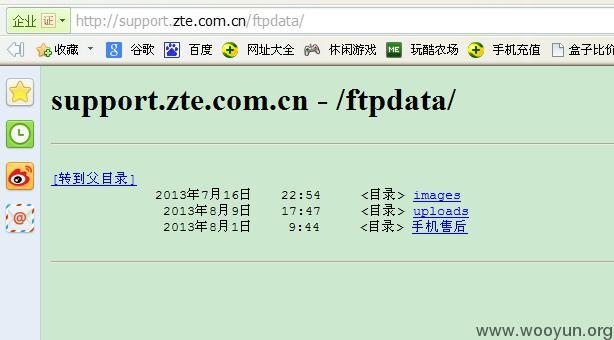 企业 证 http://support.zte.com.cn/ftpdata/
收藏 谷歌 百度 网址大全 休闲游戏 玩酷农场 手机充值 盒子比价
support.zte.com.cn - /ftpdata/
[转到父目录]
2013年7月16日 22:54 <目录> images
2013年8月9日 17:47 <目录> uploads
2013年8月1日 9:44 <目录> 手机售后
www.wooyun.org